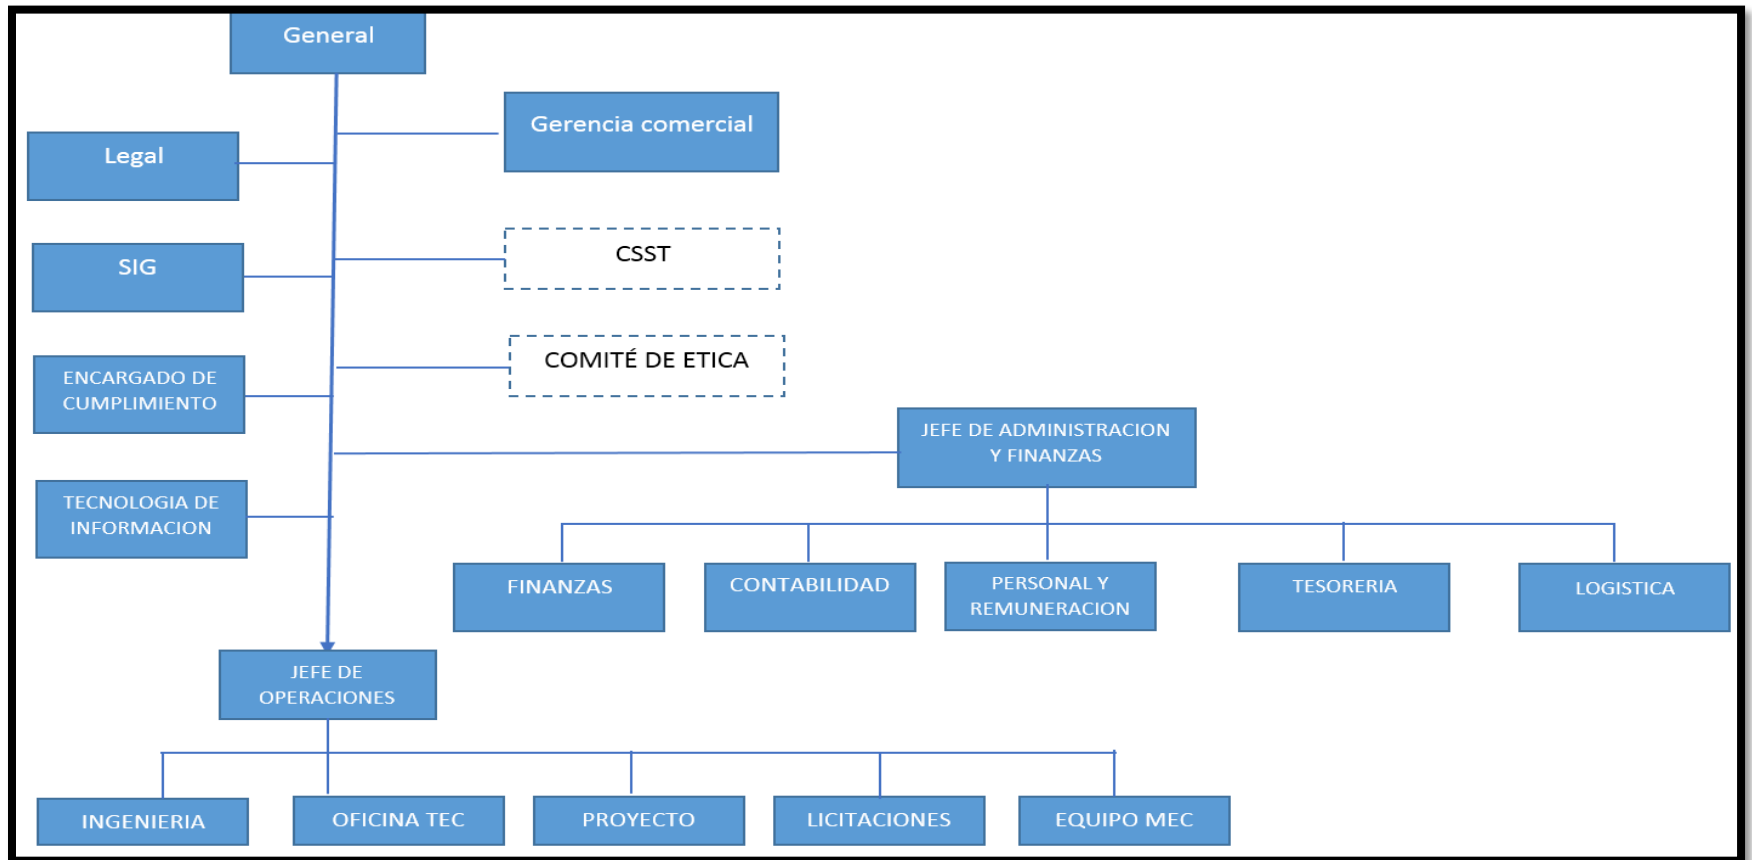 General
Gerencia comercial
Legal
CSST
SIG
COMITÉ DE ETICA
ENCARGADO DE
CUMPLIMIENTO
JEFE DE ADMINISTRACION
Y FINANZAS
TECNOLOGIA DE
INFORMACION
FINANZAS
CONTABILIDAD
PERSONAL Y
REMUNERACION
TESORERIA
LOGISTICA
JEFE DE
OPERACIONES
INGENIERIA
OFICINA TEC
PROYECTO
LICITACIONES
EQUIPO MEC